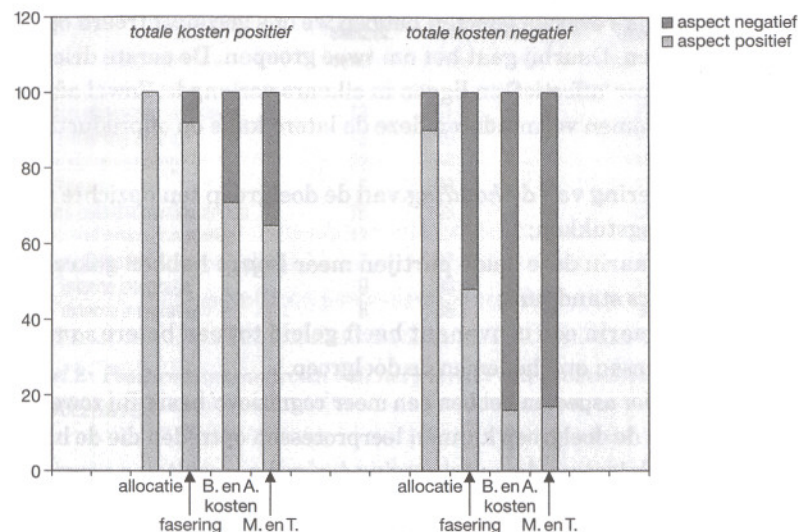 120
totale kosten positief
totale kosten negatief
aspect negatief
aspect positief
100
80
60
40
20
0
allocatie
B. en A.
kosten
fasering
M. en T.
allocatie
B. en A.
kosten
fasering
M. en T.